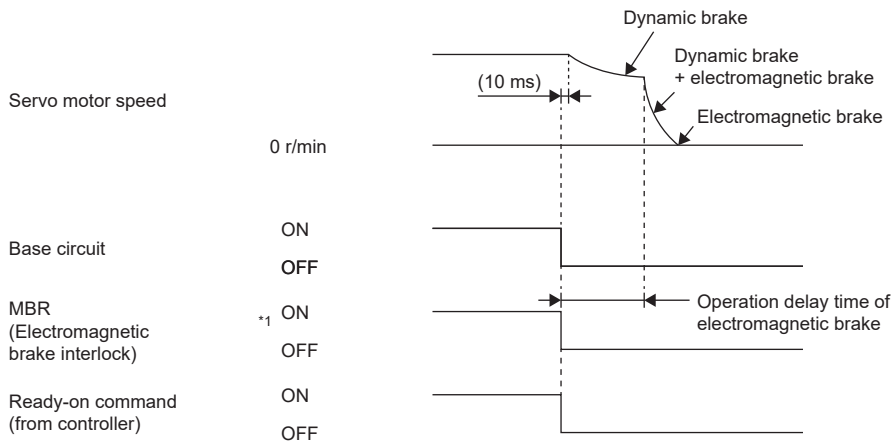 Dynamic brake
Dynamic brake
+ electromagnetic brake
(10 ms)
Servo motor speed
Electromagnetic brake
0 r/min
ON
Base circuit
OFF
MBR
(Electromagnetic
brake interlock)
*1 ON
OFF
Operation delay time of
electromagnetic brake
Ready-on command
(from controller)
ON
OFF